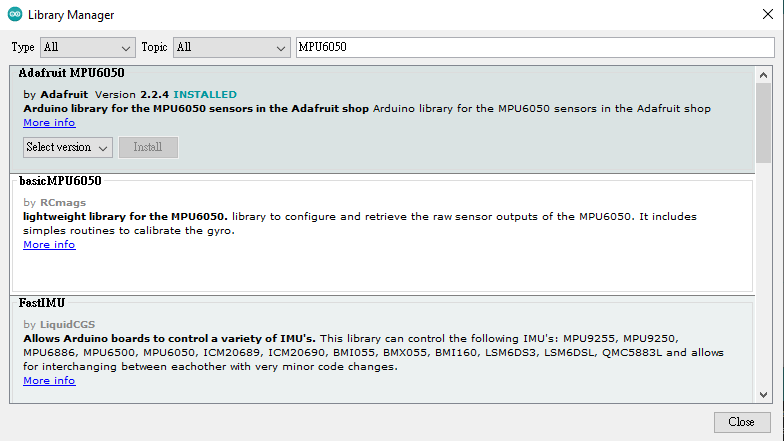 Library Manager
Type All Topic All MPU6050
Adafruit MPU6050
by Adafruit Version 2.2.4 INSTALLED
Arduino library for the MPU6050 sensors in the Adafruit shop Arduino library for the MPU6050 sensors in the Adafruit shop
More info
Select version Install
basicMPU6050
by RCmags
lightweight library for the MPU6050. library to configure and retrieve the raw sensor outputs of the MPU6050. It includes
simples routines to calibrate the gyro.
More info
FastIMU
by LiquidCGS
Allows Arduino boards to control a variety of IMU's. This library can control the following IMU's: MPU9255, MPU9250,
MPU6886, MPU6500, MPU6050, ICM20689, ICM20690, BMI055, BMX055, BMI160, LSM6DS3, LSM6DSL, QMC5883L and allows
for interchanging between eachother with very minor code changes.
More info
Close